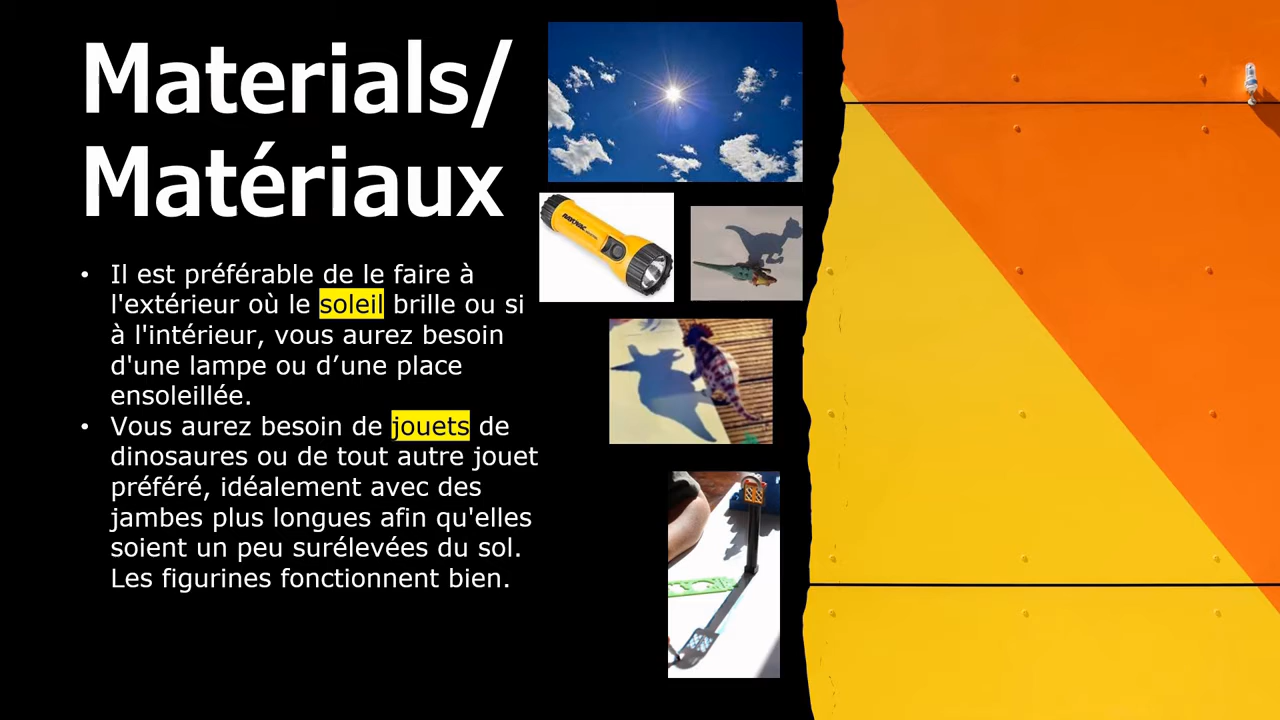 Materials/
Matériaux
• Il est préférable de le faire à
l'extérieur où le soleil brille ou si
à l'intérieur, vous aurez besoin
d'une lampe ou d’une place
ensoleillée.
• Vous aurez besoin de jouets de
dinosaures ou de tout autre jouet
préféré, idéalement avec des
jambes plus longues afin qu'elles
soient un peu surélevées du sol.
Les figurines fonctionnent bien.
RAYOVAC